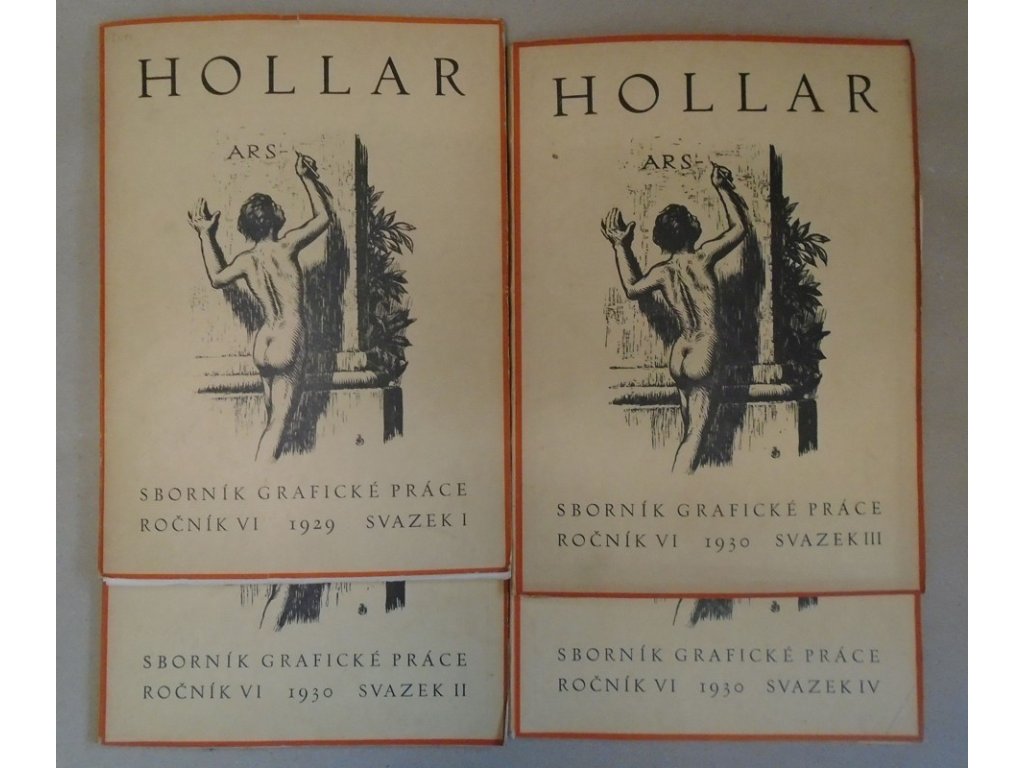 HOLLAR
ARS-
SBORNÍK GRAFICKÉ PRÁCE
ROČNÍK VI 1929 SVAZEK I
SBORNÍK GRAFICKÉ PRÁCE
ROČNÍK VI 1930 SVAZEK II
HOLLAR
ARS-
SBORNÍK GRAFICKÉ PRÁCE
ROČNÍK VI 1930 SVAZEK III
SBORNÍK GRAFICKÉ PRÁCE
ROČNÍK VI 1930 SVAZEK IV